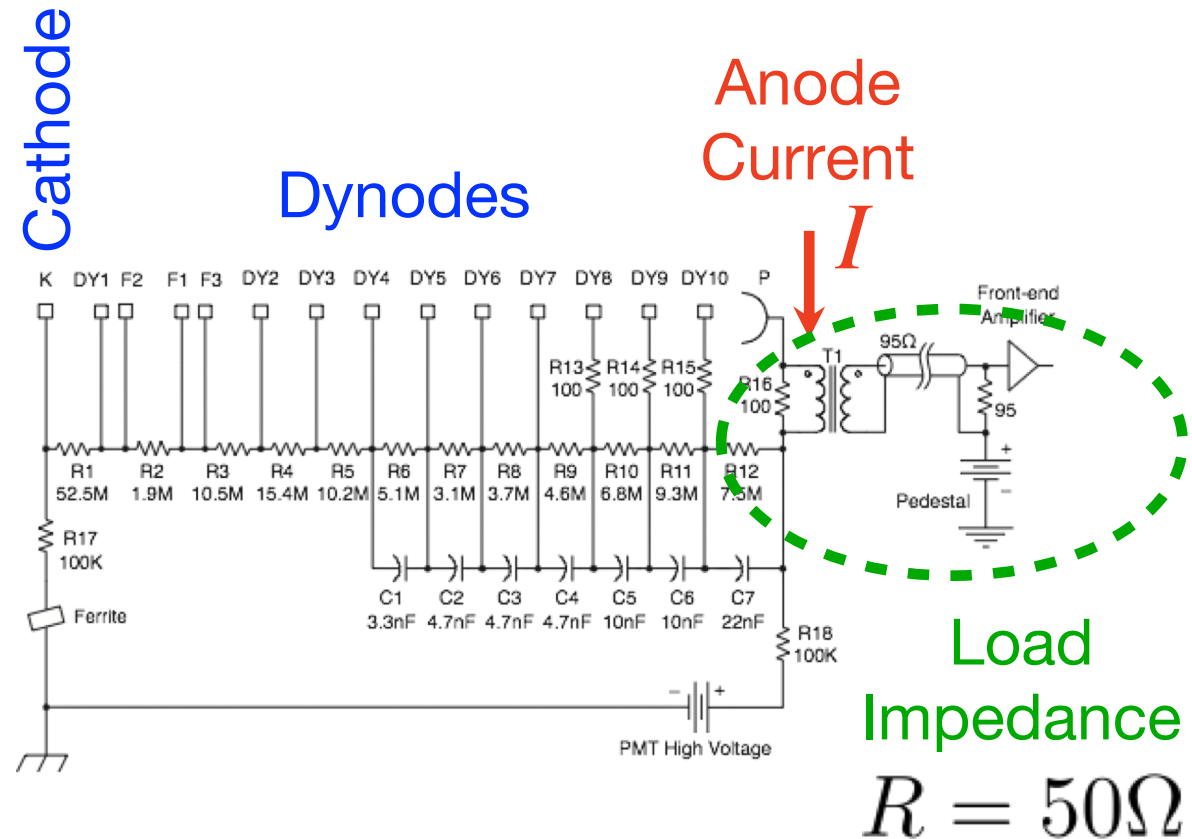 Cathode
Dynodes
Anode
Current
I
K DY1 F2 F1 F3 DY2 DY3 DY4 DY5 DY6 DY7 DY8 DY9 DY10 P
Front-end
Amplifier
95Ω
T1
R13 R14 R15
100 100 100
R16
100
95
R1 R2 R3 R4 R5 R6 R7 R8 R9 R10 R11 R12
52.5M 1.9M 10.5M 15.4M 10.2M 5.1M 3.1M 3.7M 4.6M 6.8M 9.3M 7.5M
+
−
Pedestal
R17
100K
Ferrite
C1 C2 C3 C4 C5 C6 C7
3.3nF 4.7nF 4.7nF 4.7nF 10nF 10nF 22nF
R18
100K
− +
PMT High Voltage
Load
Impedance
R = 50Ω